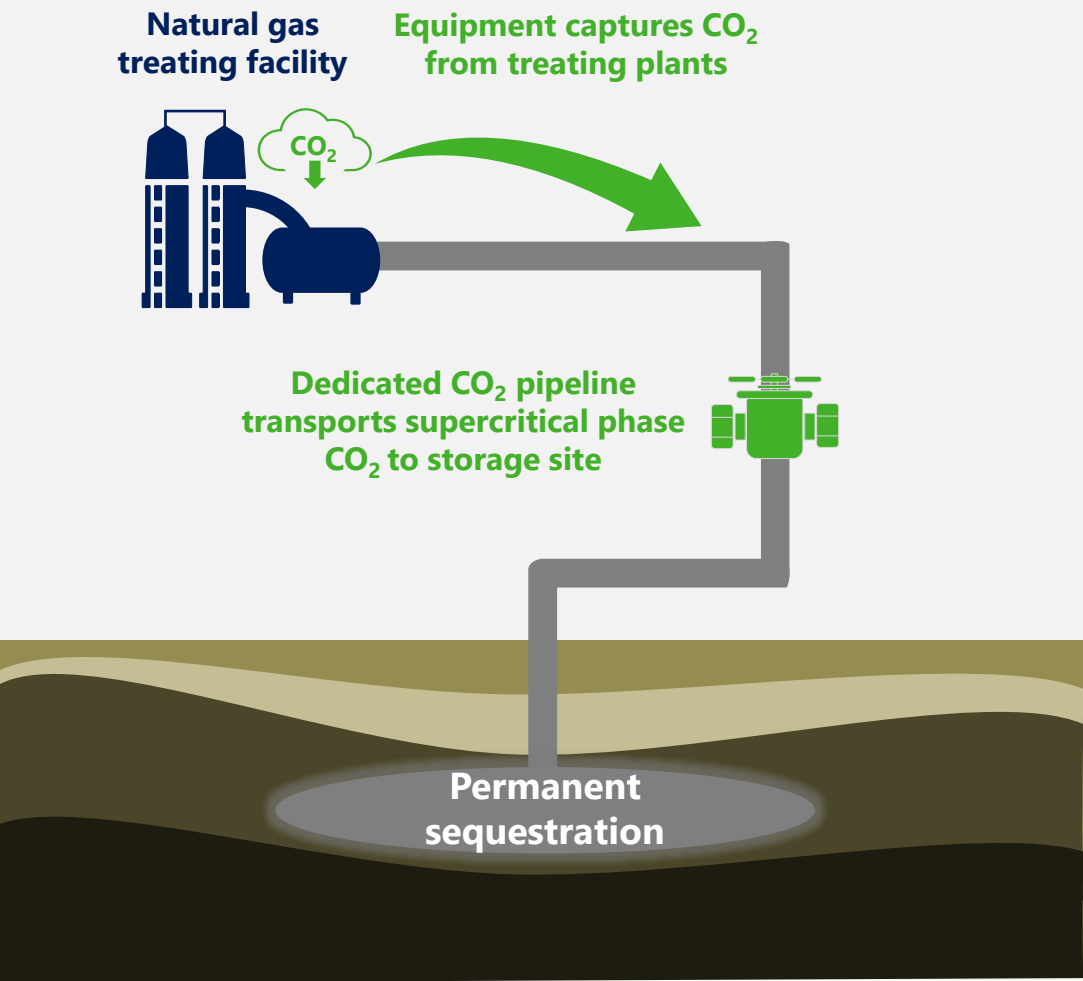 Natural gas
treating facility
Equipment captures CO₂
from treating plants
CO₂
Dedicated CO₂ pipeline
transports supercritical phase
CO₂ to storage site
Permanent
sequestration